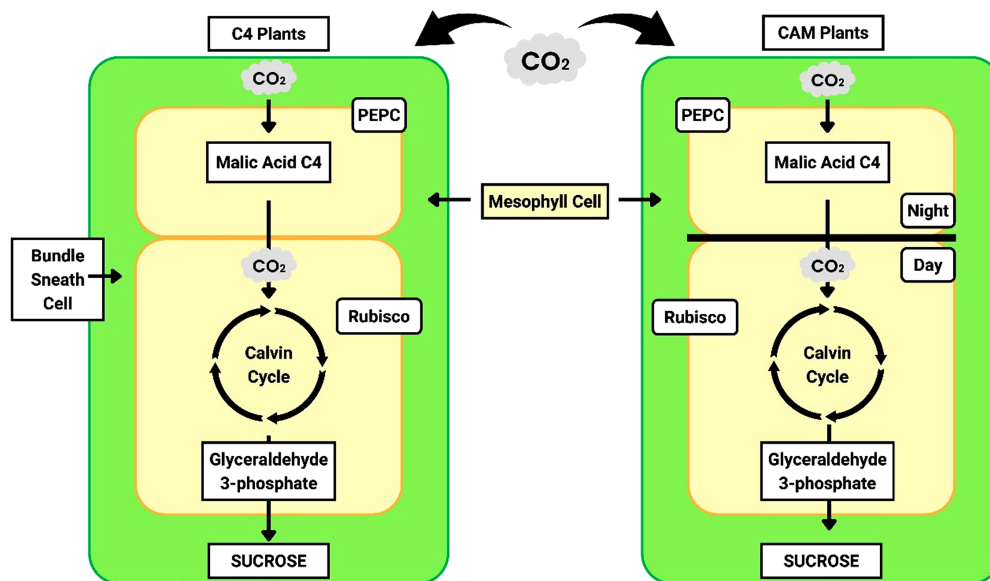 C4 Plants
CO₂
PEPC
Malic Acid C4
Bundle
Sneath
Cell
CO₂
Rubisco
Calvin
Cycle
Glyceraldehyde
3-phosphate
SUCROSE
CO₂
Mesophyll Cell
CAM Plants
CO₂
PEPC
Malic Acid C4
Night
Day
CO₂
Rubisco
Calvin
Cycle
Glyceraldehyde
3-phosphate
SUCROSE